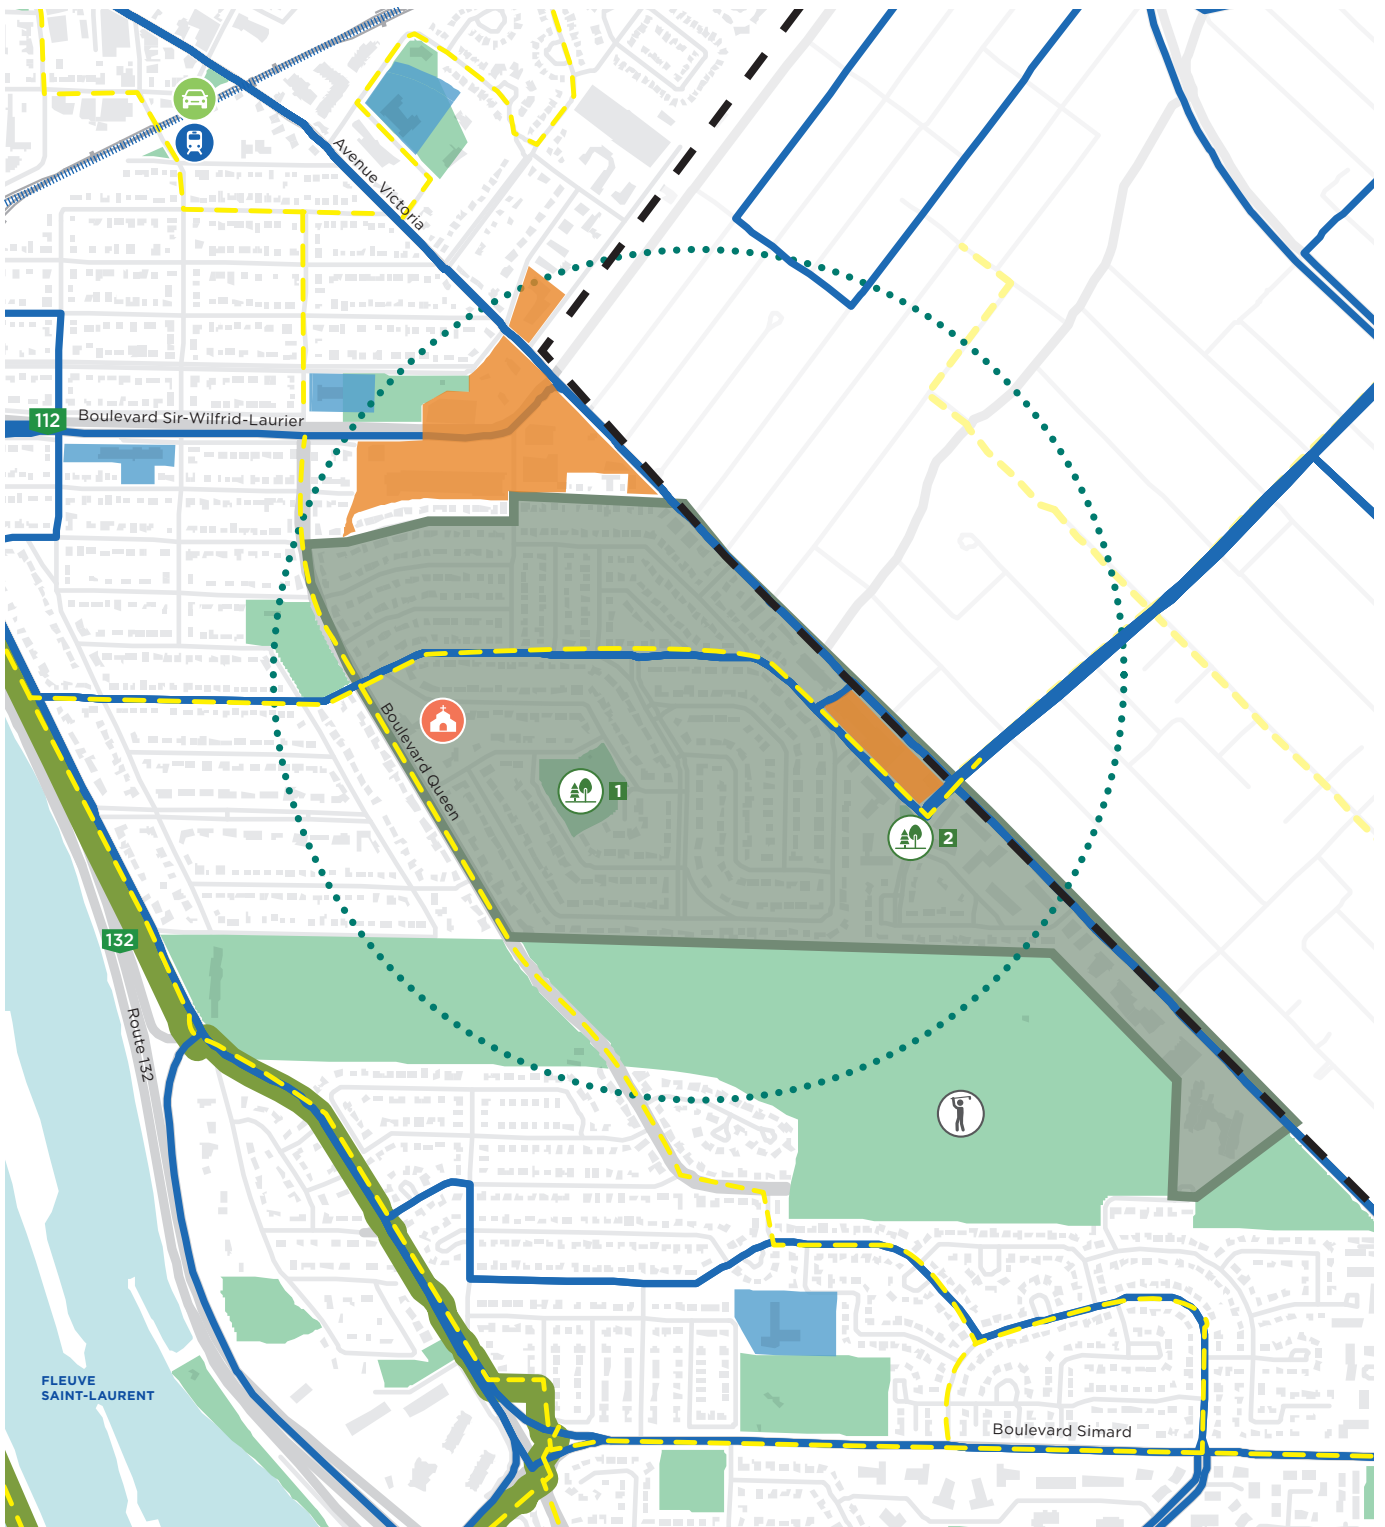 Avenue Victoria
112
Boulevard Sir-Wilfrid-Laurier
Boulevard Queen
1
2
132
Route 132
FLEUVE
SAINT-LAURENT
Boulevard Simard